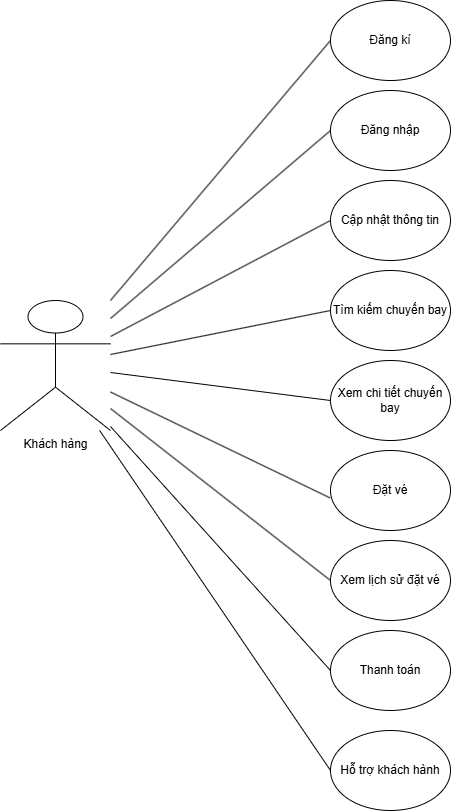 Đăng kí
Đăng nhập
Cập nhật thông tin
Tìm kiếm chuyến bay
Xem chi tiết chuyến
bay
Khách hàng
Đặt vé
Xem lịch sử đặt vé
Thanh toán
Hỗ trợ khách hành